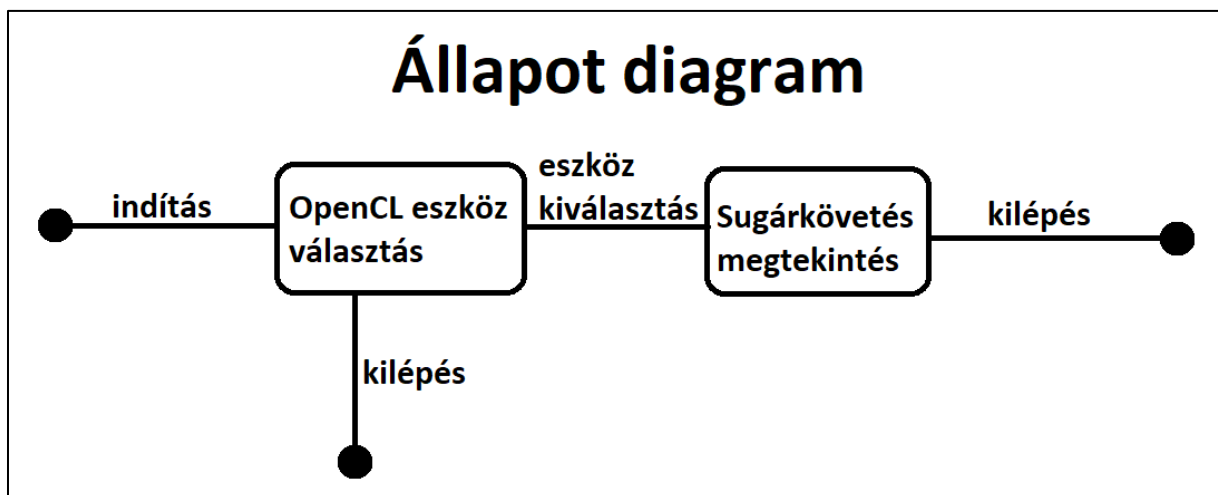 Állapot diagram
indítás
OpenCL eszköz
választás
eszköz
kiválasztás
Sugárkövetés
megtekintés
kilépés
kilépés